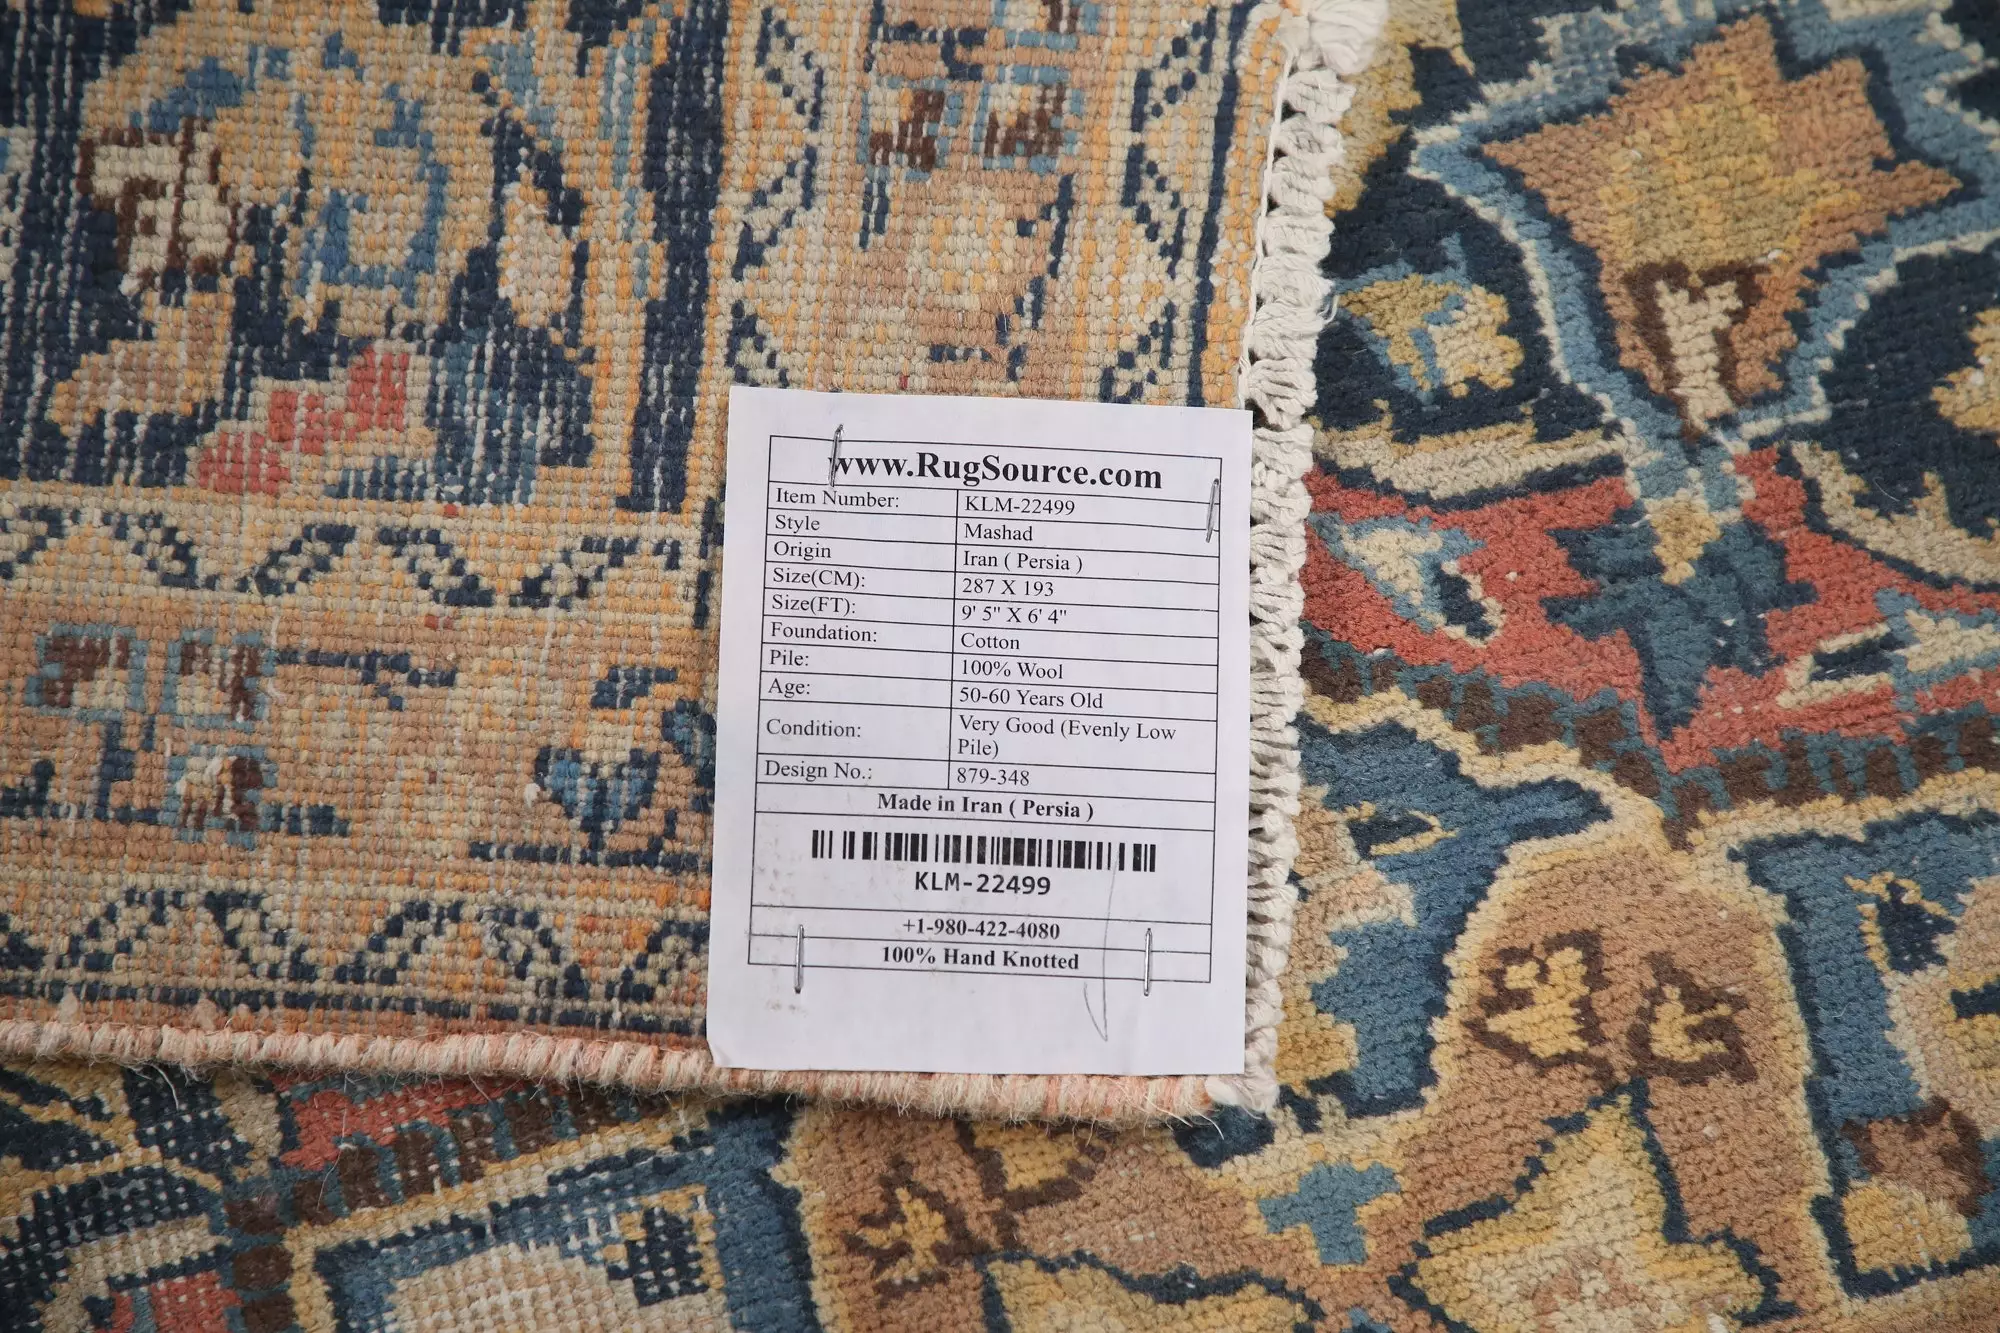 www.RugSource.com
Item Number: KLM-22499
Style Mashad
Origin Iran ( Persia )
Size(CM): 287 X 193
Size(FT): 9' 5" X 6' 4"
Foundation: Cotton
Pile: 100% Wool
Age: 50-60 Years Old
Condition: Very Good (Evenly Low
Pile)
Design No.: 879-348
Made in Iran ( Persia )
KLM-22499
+1-980-422-4080
100% Hand Knotted